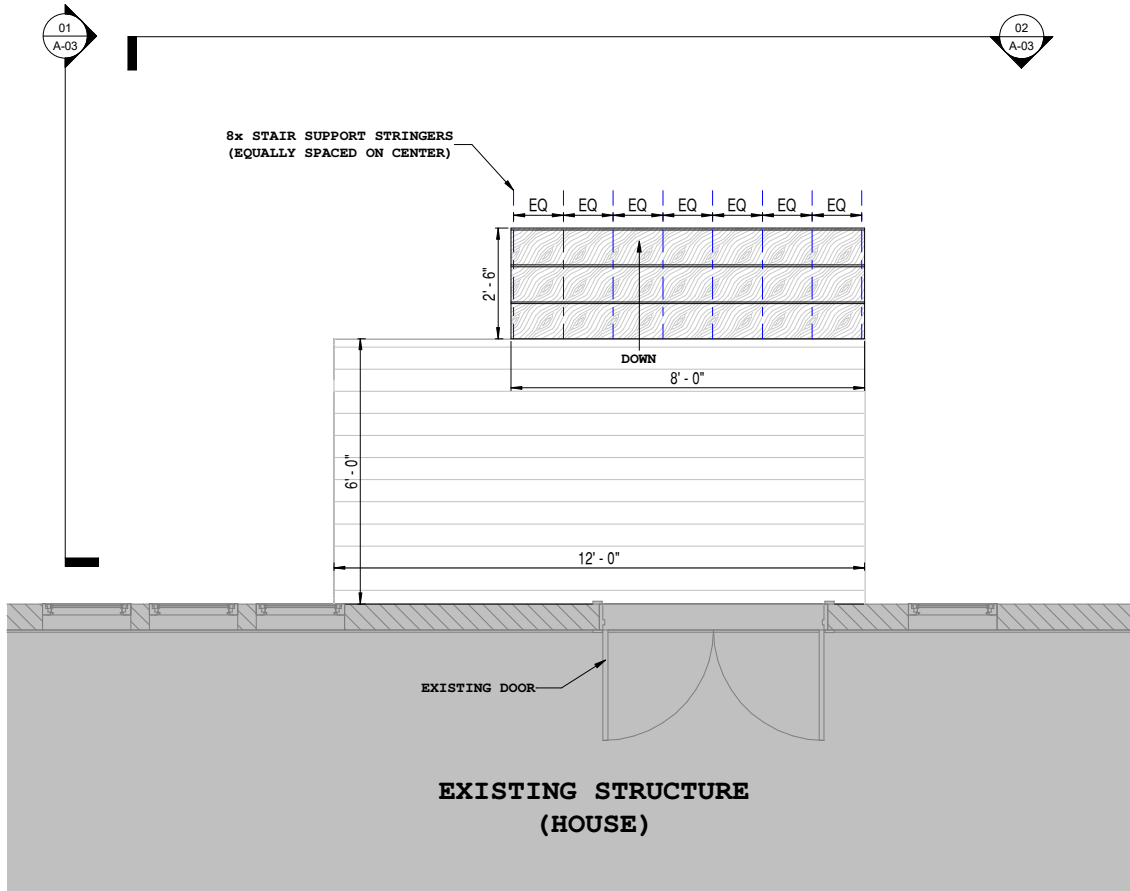 01
A-03
02
A-03
8x STAIR SUPPORT STRINGERS
(EQUALLY SPACED ON CENTER)
EQ EQ EQ EQ EQ EQ EQ
2' - 6"
DOWN
8' - 0"
6' - 0"
12' - 0"
EXISTING DOOR
EXISTING STRUCTURE
(HOUSE)